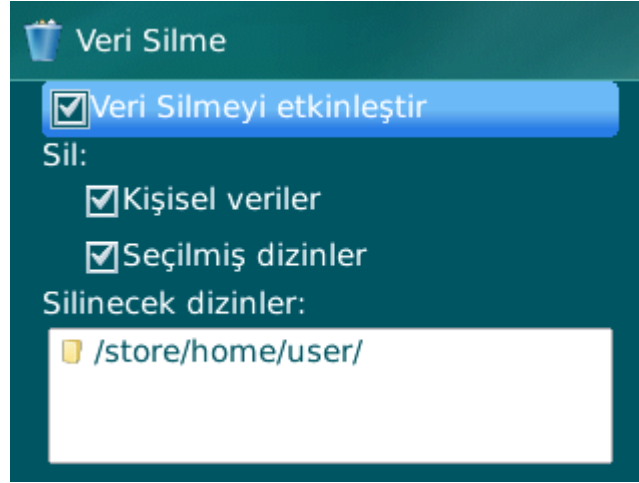 Veri Silme
Veri Silmeyi etkinleştir
Sil:
Kişisel veriler
Seçilmiş dizinler
Silinecek dizinler:
/store/home/user/